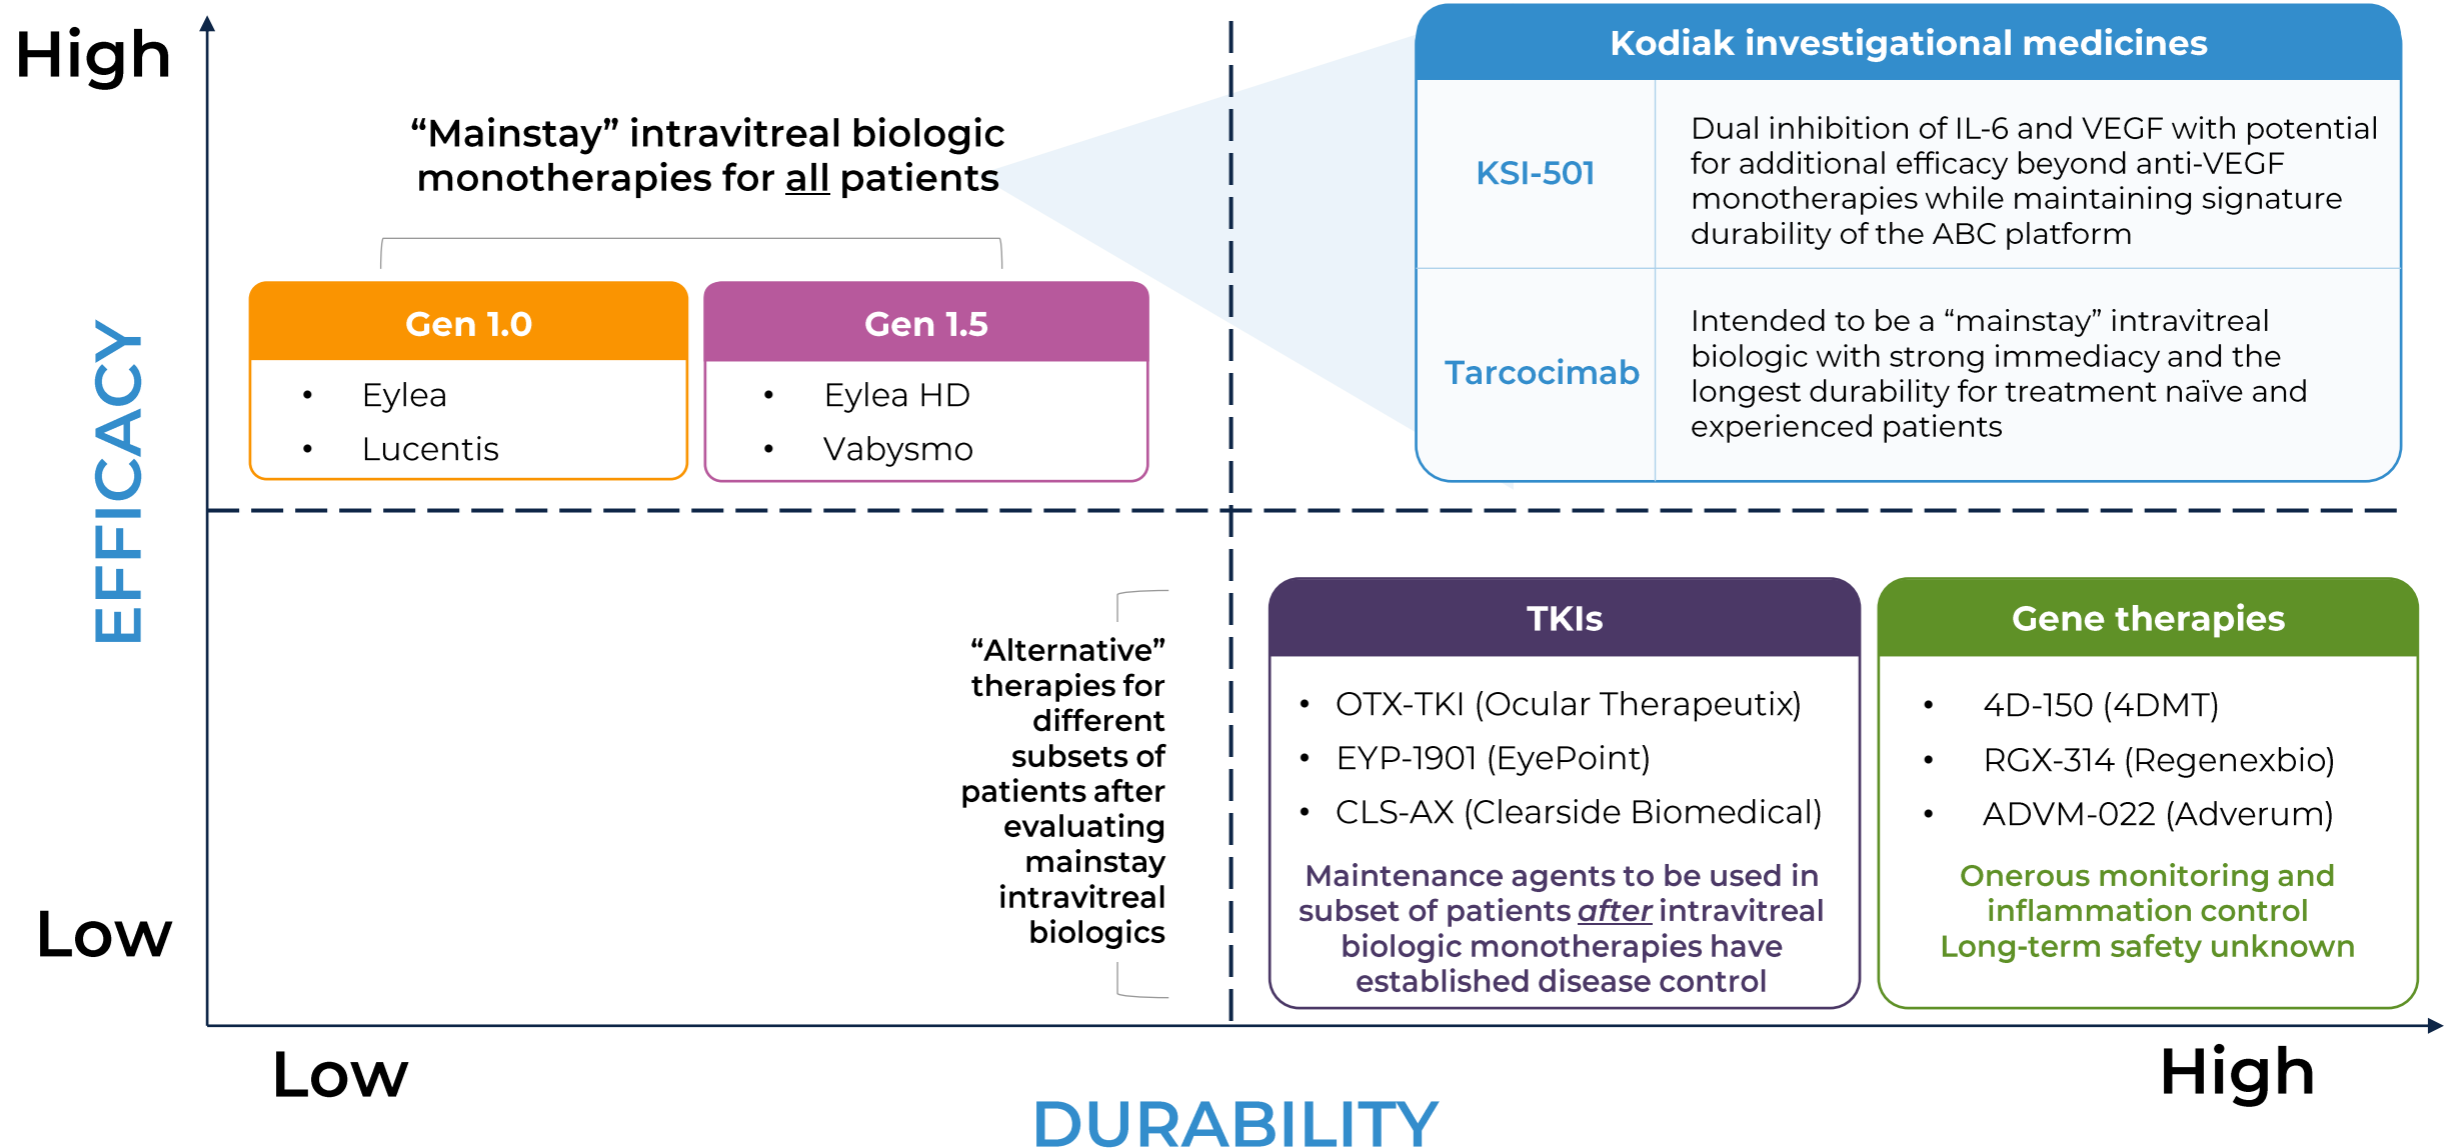 High
EFFICACY
Low
“Mainstay” intravitreal biologic
monotherapies for all patients
Gen 1.0
• Eylea
• Lucentis
Gen 1.5
• Eylea HD
• Vabysmo
Kodiak investigational medicines
KSI-501
Dual inhibition of IL-6 and VEGF with potential
for additional efficacy beyond anti-VEGF
monotherapies while maintaining signature
durability of the ABC platform
Tarcocimab
Intended to be a “mainstay” intravitreal
biologic with strong immediacy and the
longest durability for treatment naïve and
experienced patients
“Alternative”
therapies for
different
subsets of
patients after
evaluating
mainstay
intravitreal
biologics
TKIs
• OTX-TKI (Ocular Therapeutix)
• EYP-1901 (EyePoint)
• CLS-AX (Clearside Biomedical)
Maintenance agents to be used in
subset of patients after intravitreal
biologic monotherapies have
established disease control
Gene therapies
• 4D-150 (4DMT)
• RGX-314 (Regenexbio)
• ADVM-022 (Adverum)
Onerous monitoring and
inflammation control
Long-term safety unknown
Low
High
DURABILITY